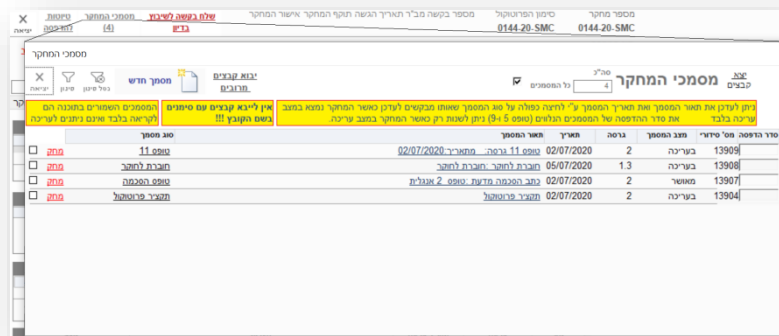 מספר מחקר סימון הפרוטוקול מספר בקשה מב"ר תאריך הגשה תוקף המחקר אישור המחקר שלח בקשה לשיבוץ מסמכי המחקר טיוטות
0144-20-SMC 0144-20-SMC בדיון (4) להדפסה יציאה
מסמכי המחקר
יצא קבצים מסמכי המחקר סה"כ 4 כל המסמכים יבוא קבצים מרובים מסמך חדש בטל סינון סינון יציאה
ניתן לעדכן את תאור המסמך ואת תאריך המסמך ע"י לחיצה כפולה על סוג המסמך שאותו מבקשים לעדכן כאשר המחקר נמצא במצב
עריכה בלבד את סדר ההדפסה של המסמכים הנלווים (טופס 5 ו-9) ניתן לשנות רק כאשר המחקר במצב עריכה.
אין לייבא קבצים עם סימנים
בשם הקובץ !!!
המסמכים השמורים בתוכנה הם
לקריאה בלבד ואינם ניתנים לעריכה
סדר הדפסה מס' סידורי מצב המסמך גרסה תאריך תאור המסמך סוג מסמך
13909 בעריכה 2 02/07/2020 טופס 11 גרסה: מתאריך:02/07/2020 טופס 11 מחק
13908 בעריכה 1.3 05/07/2020 חוברת לחוקר :חוברת לחוקר חוברת לחוקר מחק
13907 מאושר 2 02/07/2020 כתב הסכמה מדעת :טופס 2 אנגלית טופס הסכמה מחק
13904 בעריכה 2 02/07/2020 תקציר פרוטוקול תקציר פרוטוקול מחק